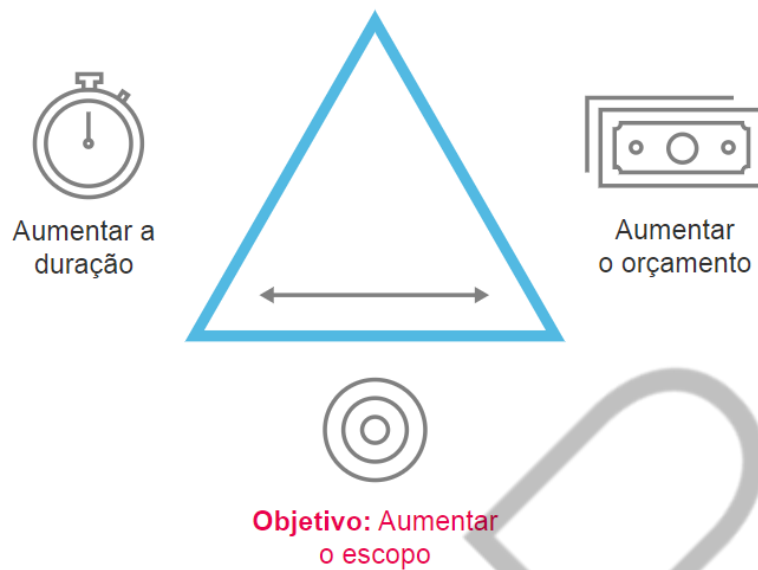 Aumentar a
duração
Aumentar
o orçamento
Objetivo: Aumentar
o escopo